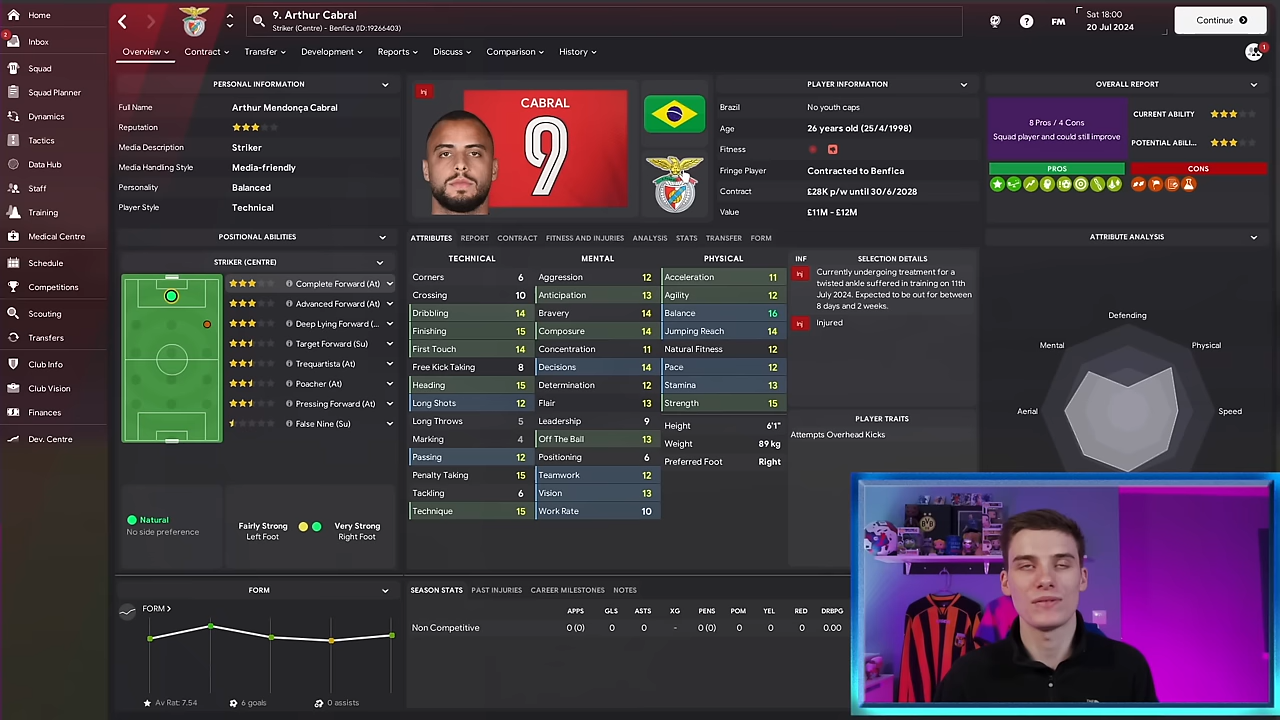 Home
2
Inbox
Squad
Squad Planner
Dynamics
Tactics
Data Hub
Staff
Training
Medical Centre
Schedule
Competitions
Scouting
Transfers
Club Info
Club Vision
Finances
Dev. Centre
9. Arthur Cabral
Striker (Centre) - Benfica (ID:19266403)
FM
Sat 18:00
20 Jul 2024
Continue
1
Overview
Contract
Transfer
Development
Reports
Discuss
Comparison
History
PERSONAL INFORMATION
Full Name Arthur Mendonça Cabral
Reputation
Media Description Striker
Media Handling Style Media-friendly
Personality Balanced
Player Style Technical
Inj
CABRAL
9
PLAYER INFORMATION
Brazil No youth caps
Age 26 years old (25/4/1998)
Fitness
Fringe Player Contracted to Benfica
Contract £28K p/w until 30/6/2028
Value £11M - £12M
OVERALL REPORT
8 Pros / 4 Cons
Squad player and could still improve
CURRENT ABILITY
POTENTIAL ABILI...
PROS
CONS
POSITIONAL ABILITIES
STRIKER (CENTRE)
Complete Forward (At)
Advanced Forward (At)
Deep Lying Forward (...
Target Forward (Su)
Trequartista (At)
Poacher (At)
Pressing Forward (At)
False Nine (Su)
Natural
No side preference
Fairly Strong
Left Foot
Very Strong
Right Foot
ATTRIBUTES REPORT CONTRACT FITNESS AND INJURIES ANALYSIS STATS TRANSFER FORM
TECHNICAL
Corners 6
Crossing 10
Dribbling 14
Finishing 15
First Touch 14
Free Kick Taking 8
Heading 15
Long Shots 12
Long Throws 5
Marking 4
Passing 12
Penalty Taking 15
Tackling 6
Technique 15
MENTAL
Aggression 12
Anticipation 13
Bravery 14
Composure 14
Concentration 11
Decisions 14
Determination 12
Flair 13
Leadership 9
Off The Ball 13
Positioning 6
Teamwork 12
Vision 13
Work Rate 10
PHYSICAL
Acceleration 11
Agility 12
Balance 16
Jumping Reach 14
Natural Fitness 12
Pace 12
Stamina 13
Strength 15
Height 6'1"
Weight 89 kg
Preferred Foot Right
INF SELECTION DETAILS
Inj
Currently undergoing treatment for a
twisted ankle suffered in training on 11th
July 2024. Expected to be out for between
8 days and 2 weeks.
Inj Injured
PLAYER TRAITS
Attempts Overhead Kicks
ATTRIBUTE ANALYSIS
Defending
Mental
Physical
Aerial
Speed
FORM
FORM
Av Rat: 7.54
6 goals
0 assists
SEASON STATS PAST INJURIES CAREER MILESTONES NOTES
APPS GLS ASTS XG PENS POM YEL RED DRBPG
Non Competitive 0 (0) 0 0 - 0 (0) 0 0 0 0.00